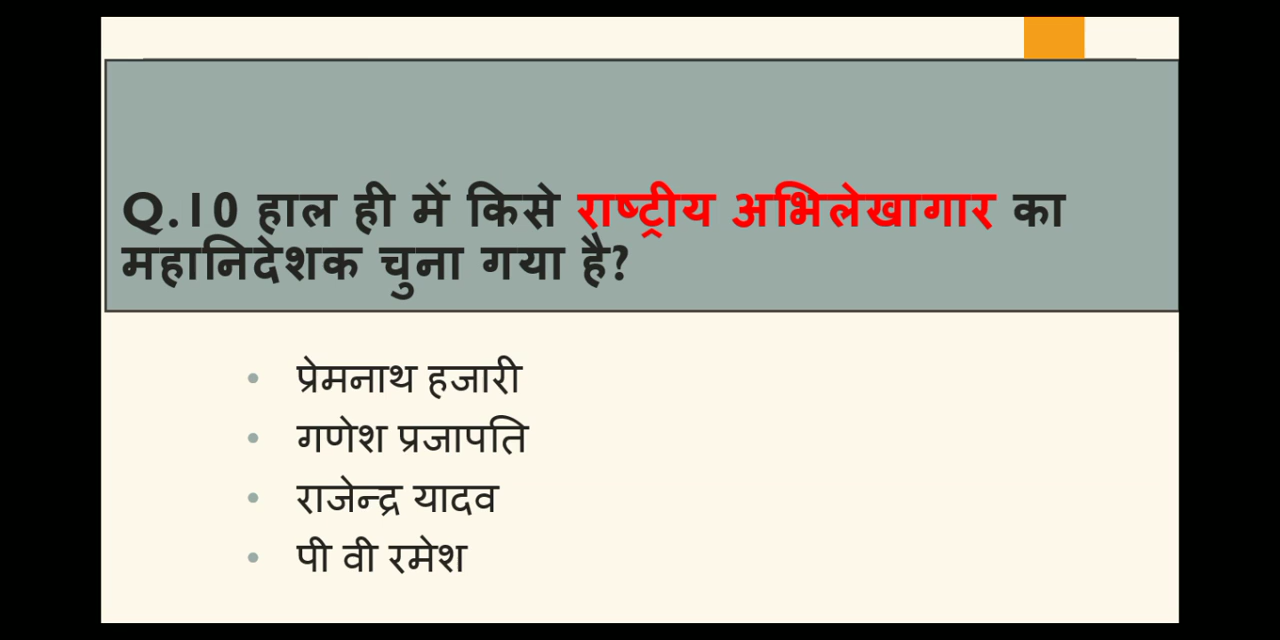 Q.10 हाल ही में किसे राष्ट्रीय अभिलेखागार का
महानिदेशक चुना गया है?
• प्रेमनाथ हजारी
• गणेश प्रजापति
• राजेन्द्र यादव
• पी वी रमेश